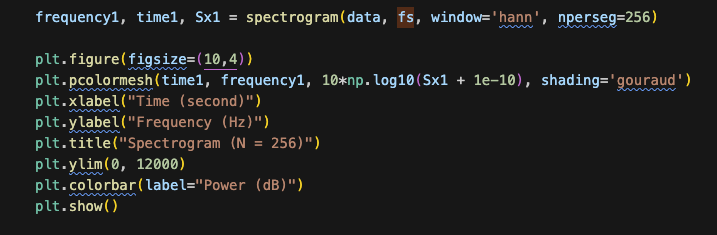 frequency1, time1, Sx1 = spectrogram(data, fs, window='hann', nperseg=256)
plt.figure(figsize=(10,4))
plt.pcolormesh(time1, frequency1, 10*np.log10(Sx1 + 1e-10), shading='gouraud')
plt.xlabel("Time (second)")
plt.ylabel("Frequency (Hz)")
plt.title("Spectrogram (N = 256)")
plt.ylim(0, 12000)
plt.colorbar(label="Power (dB)")
plt.show()